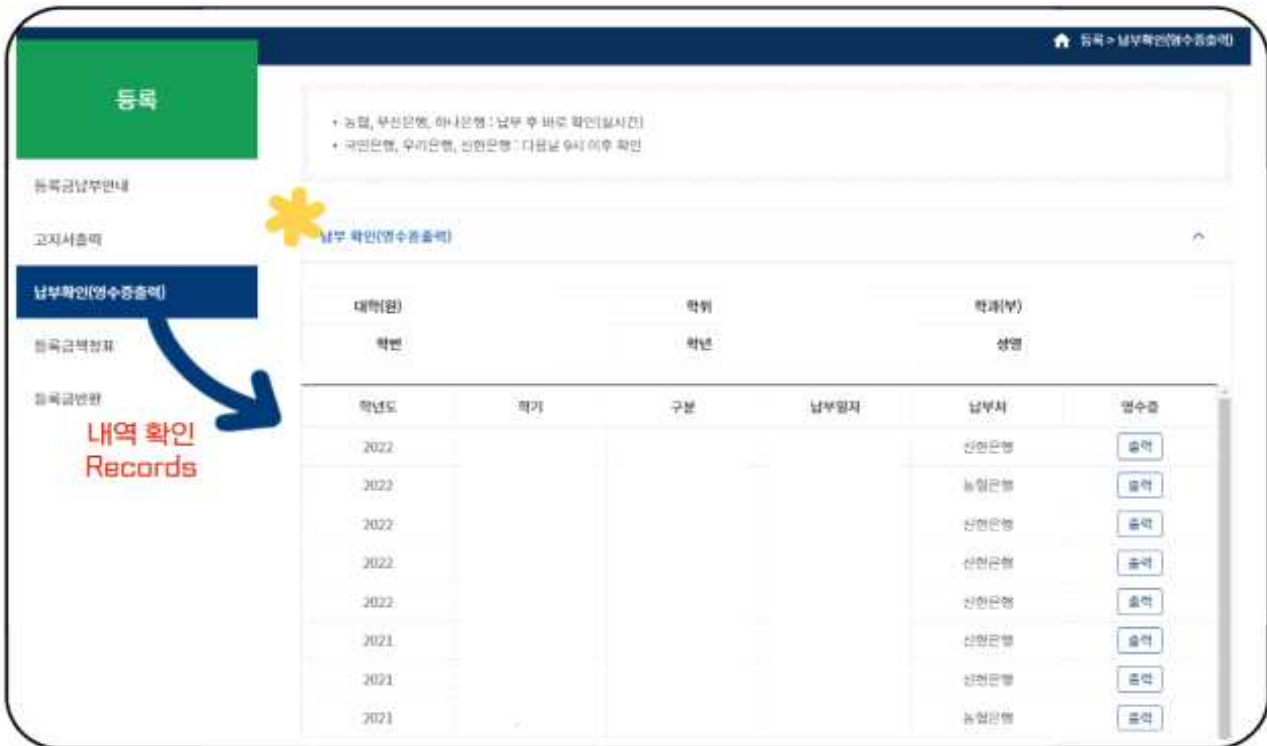 등록 > 납부확인(영수증출력)
등록
• 농협, 부산은행, 하나은행 : 납부 후 바로 확인(실시간)
• 국민은행, 우리은행, 신한은행 : 다음날 9시 이후 확인
등록금납부안내
고지서출력
납부확인(영수증출력)
등록금책정표
등록금반환
내역 확인
Records
납부 확인(영수증출력)
대학(원) 학위 학과(부)
학번 학년 성명
학년도 학기 구분 납부일자 납부처 영수증
2022 신한은행 출력
2022 농협은행 출력
2022 신한은행 출력
2022 신한은행 출력
2022 신한은행 출력
2021 신한은행 출력
2021 신한은행 출력
2021 농협은행 출력